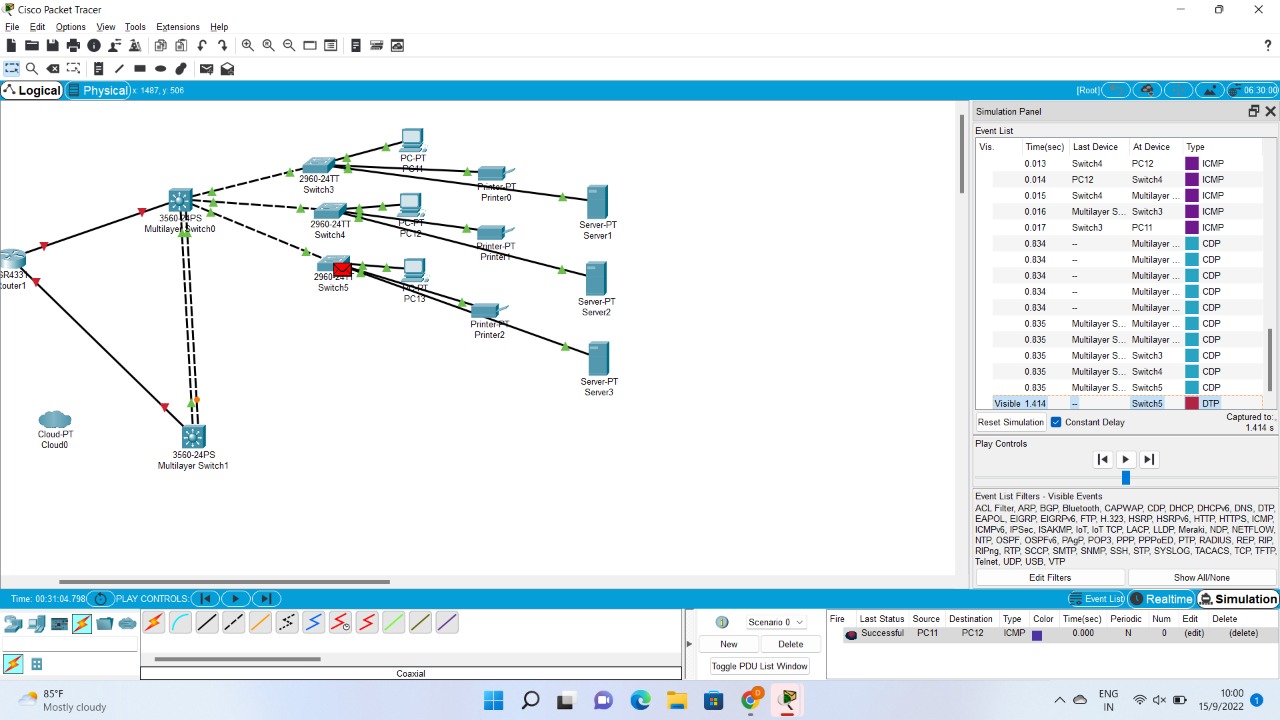 Cisco Packet Tracer
File Edit Options View Tools Extensions Help
?
Logical Physical x: 1487, y: 506 [Root] 06:30:00
PC-PT
PC11
2960-24TT
Switch3
Printer-PT
Printer0
Server-PT
Server1
3560-24PS
Multilayer Switch0
2960-24TT
Switch4
PC-PT
PC12
Printer-PT
Printer1
Server-PT
Server2
SR4331
Router1
2960-24TT
Switch5
PC-PT
PC13
Printer-PT
Printer2
Server-PT
Server3
Cloud-PT
Cloud0
3560-24PS
Multilayer Switch1
Simulation Panel
Event List
Vis. Time(sec) Last Device At Device Type
0.013 Switch4 PC12 ICMP
0.014 PC12 Switch4 ICMP
0.015 Switch4 Multilayer ... ICMP
0.016 Multilayer S... Switch3 ICMP
0.017 Switch3 PC11 ICMP
0.834 -- Multilayer ... CDP
0.834 -- Multilayer ... CDP
0.834 -- Multilayer ... CDP
0.834 -- Multilayer ... CDP
0.834 -- Multilayer ... CDP
0.835 Multilayer S... Multilayer ... CDP
0.835 Multilayer S... Multilayer ... CDP
0.835 Multilayer S... Switch3 CDP
0.835 Multilayer S... Switch4 CDP
0.835 Multilayer S... Switch5 CDP
Visible 1.414 -- Switch5 DTP
Reset Simulation Constant Delay Captured to:
1.414 s
Play Controls
Event List Filters - Visible Events
ACL Filter, ARP, BGP, Bluetooth, CAPWAP, CDP, DHCP, DHCPv6, DNS, DTP,
EAPOL, EIGRP, EIGRPv6, FTP, H.323, HSRP, HSRPv6, HTTP, HTTPS, ICMP,
ICMPv6, IPSec, ISAKMP, IoT, IoT TCP, LACP, LLDP, Meraki, NDP, NETFLOW,
NTP, OSPF, OSPFv6, PAgP, POP3, PPP, PPPoED, PTP, RADIUS, REP, RIP,
RIPng, RTP, SCCP, SMTP, SNMP, SSH, STP, SYSLOG, TACACS, TCP, TFTP,
Telnet, UDP, USB, VTP
Edit Filters Show All/None
Time: 00:31:04.798 PLAY CONTROLS: Event List Realtime Simulation
Scenario 0
New Delete
Toggle PDU List Window
Fire Last Status Source Destination Type Color Time(sec) Periodic Num Edit Delete
Successful PC11 PC12 ICMP 0.000 N 0 (edit) (delete)
Coaxial
85°F
Mostly cloudy
D
ENG
IN
10:00
15/9/2022
1